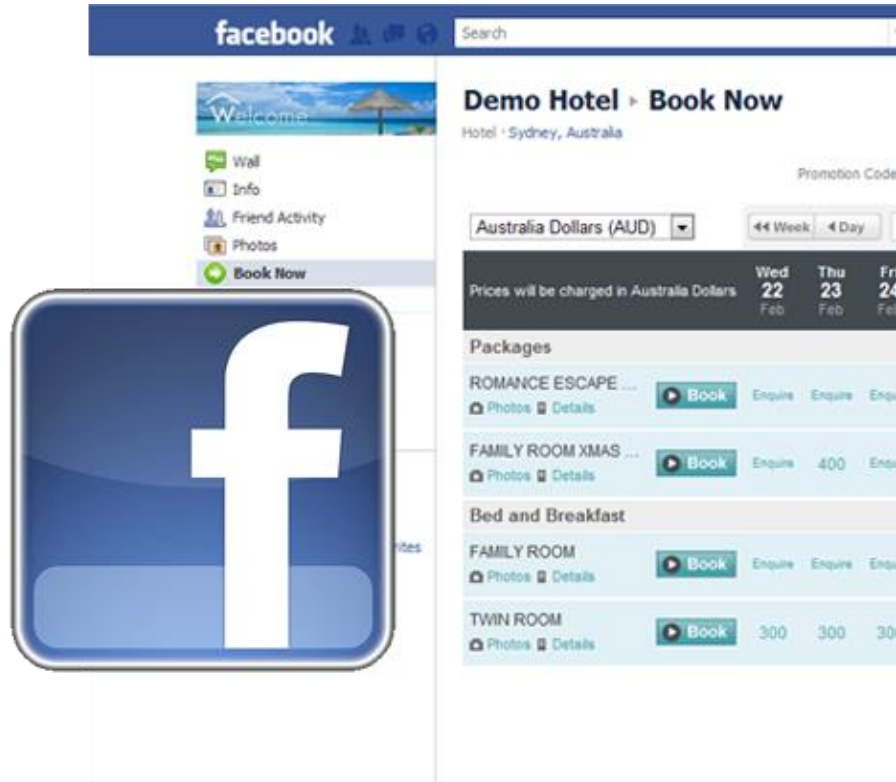 facebook
Search
Welcome
Wall
Info
Friend Activity
Photos
Book Now
Demo Hotel ▸ Book Now
Hotel · Sydney, Australia
Promotion Code
Australia Dollars (AUD)
Week
Day
Prices will be charged in Australia Dollars
Wed
22
Feb
Thu
23
Feb
Packages
ROMANCE ESCAPE ...
Photos Details
Book
Enquire
Enquire
FAMILY ROOM XMAS ...
Photos Details
Book
Enquire
400
Bed and Breakfast
FAMILY ROOM
Photos Details
Book
Enquire
Enquire
TWIN ROOM
Photos Details
Book
300
300
f